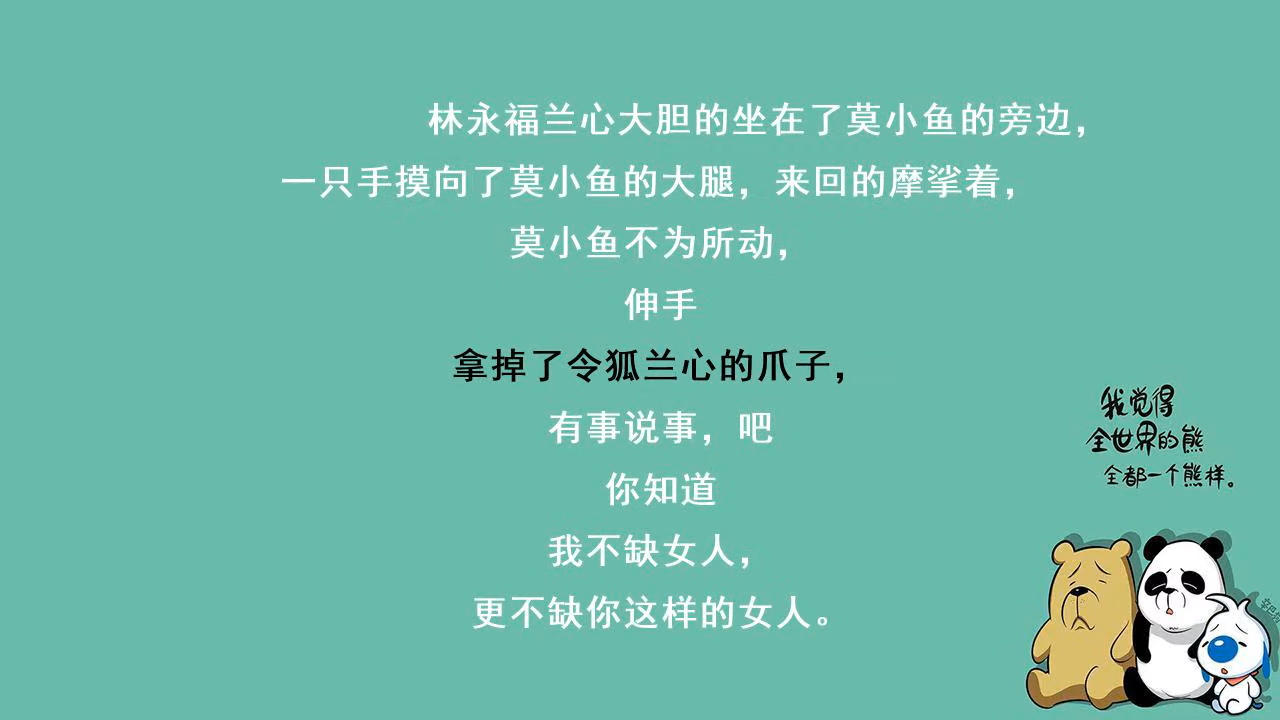 林永福兰心大胆的坐在了莫小鱼的旁边，
一只手摸向了莫小鱼的大腿，来回的摩挲着，
莫小鱼不为所动，
伸手
拿掉了令狐兰心的爪子，
有事说事，吧
你知道
我不缺女人，
更不缺你这样的女人。
我觉得
全世界的熊
全都一个熊样。